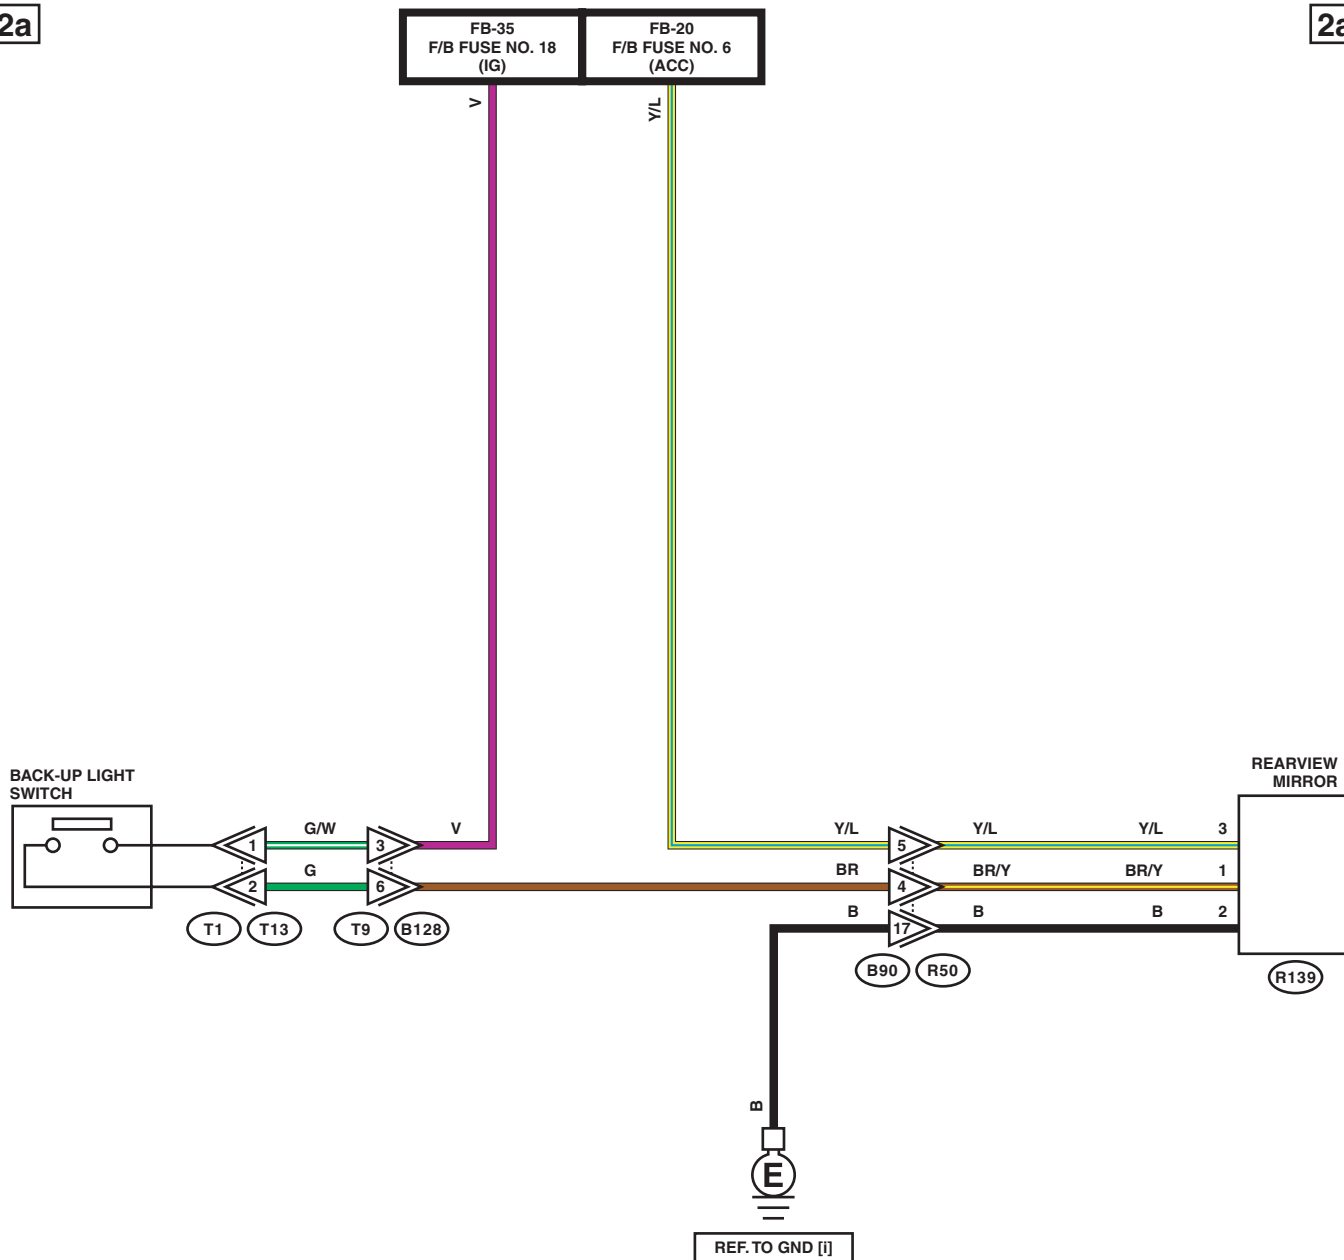 2a
2a
FB-35
F/B FUSE NO. 18
(IG)
FB-20
F/B FUSE NO. 6
(ACC)
V
Y/L
BACK-UP LIGHT
SWITCH
REARVIEW
MIRROR
1
G/W
3
V
Y/L
5
Y/L
Y/L
3
2
G
6
BR
4
BR/Y
BR/Y
1
B
17
B
B
2
T1
T13
T9
B128
B90
R50
R139
B
E
REF. TO GND [i]